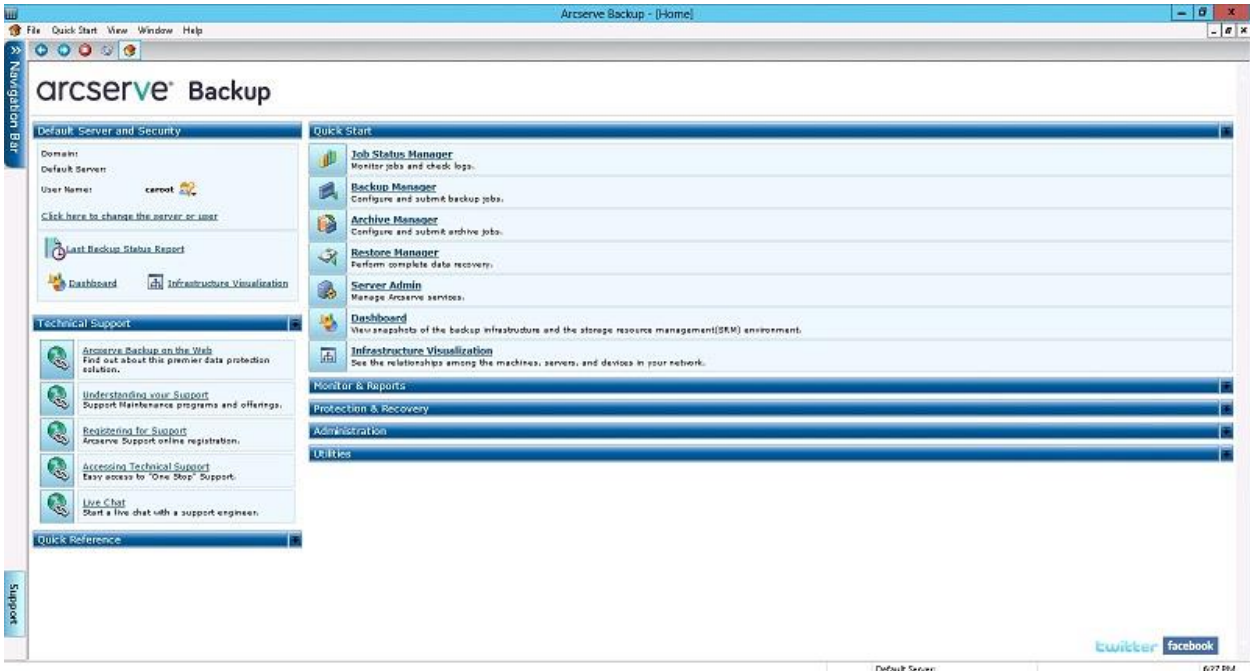 Arcserve Backup - [Home]
File Quick Start View Window Help
Navigation Bar
arcserve Backup
Default Server and Security
Domain:
Default Server:
User Name: caroot
Click here to change the server or user
Last Backup Status Report
Dashboard Infrastructure Visualization
Technical Support
Arcserve Backup on the Web
Find out about this premier data protection
solution.
Understanding your Support
Support Maintenance programs and offerings.
Registering for Support
Arcserve Support online registration.
Accessing Technical Support
Easy access to "One Stop" Support.
Live Chat
Start a live chat with a support engineer.
Quick Reference
Quick Start
Job Status Manager
Monitor jobs and check logs.
Backup Manager
Configure and submit backup jobs.
Archive Manager
Configure and submit archive jobs.
Restore Manager
Perform complete data recovery.
Server Admin
Manage Arcserve services.
Dashboard
View snapshots of the backup infrastructure and the storage resource management(SRM) environment.
Infrastructure Visualization
See the relationships among the machines, servers, and devices in your network.
Monitor & Reports
Protection & Recovery
Administration
Utilities
Support
twitter facebook
Default Server:
6:27 PM